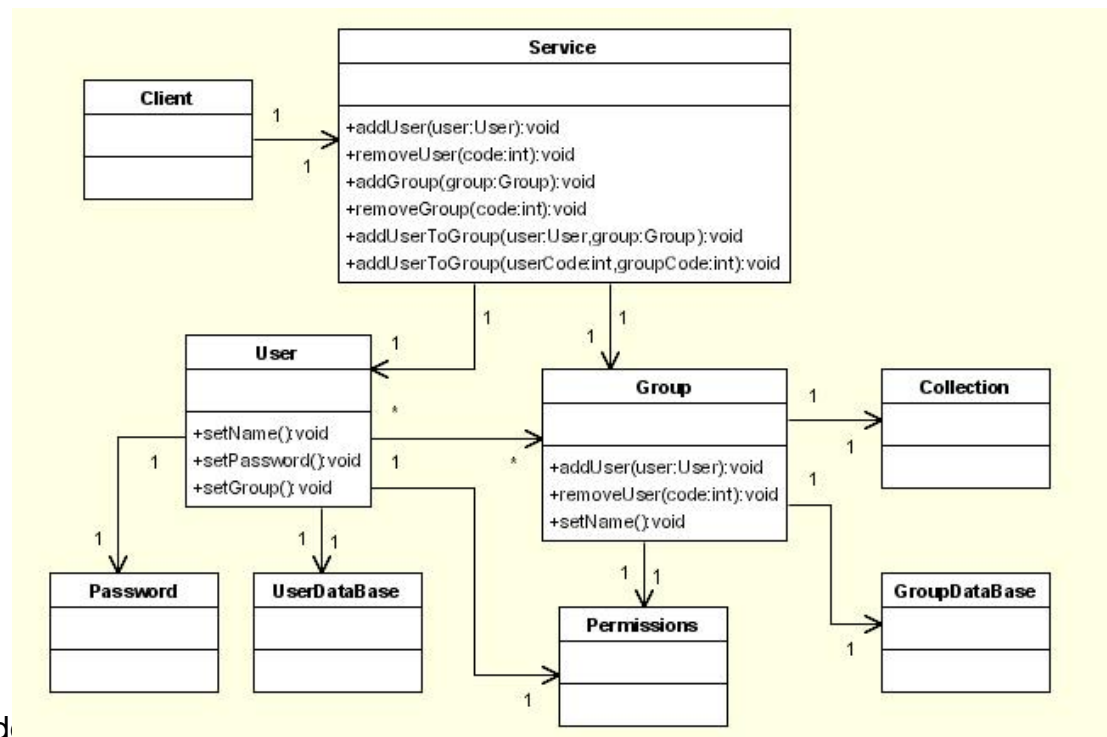 Service
+addUser(user:User):void
+removeUser(code:int):void
+addGroup(group:Group):void
+removeGroup(code:int):void
+addUserToGroup(user:User,group:Group):void
+addUserToGroup(userCode:int,groupCode:int):void
Client
1
1
1
1
1
1
User
+setName():void
+setPassword():void
+setGroup():void
*
*
1
1
Group
+addUser(user:User):void
+removeUser(code:int):void
+setName():void
1
1
Collection
1
1
1
1
1
1
1
1
Password
UserDataBase
Permissions
GroupDataBase
1
1